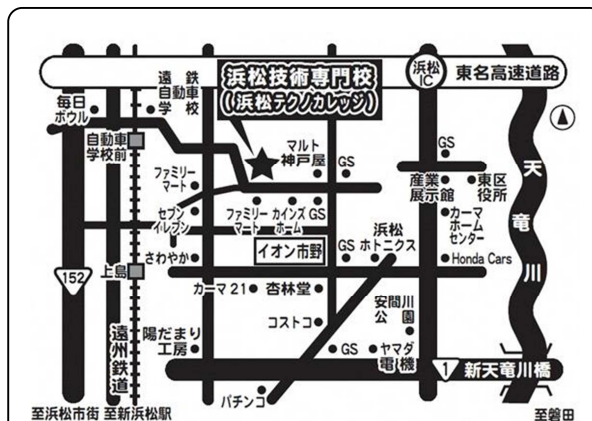 浜松技術専門校
(浜松テクノカレッジ)
浜松
IC
東名高速道路
遠鉄
自動車
学校
毎日
ボウル
自動車
学校前
マルト
神戸屋
GS
GS
産業
展示館
東区
役所
天竜川
ファミリー
マート
セブン
イレブン
ファミリー
マート
カインズ
ホーム
GS
カーマ
ホーム
センター
浜松
ホトニクス
イオン市野
さわやか
GS
Honda Cars
152
上島
カーマ21
杏林堂
安間川
公園
コストコ
遠州鉄道
陽だまり
工房
GS
ヤマダ
電機
1
新天竜川橋
パチンコ
至浜松市街
至新浜松駅
至磐田